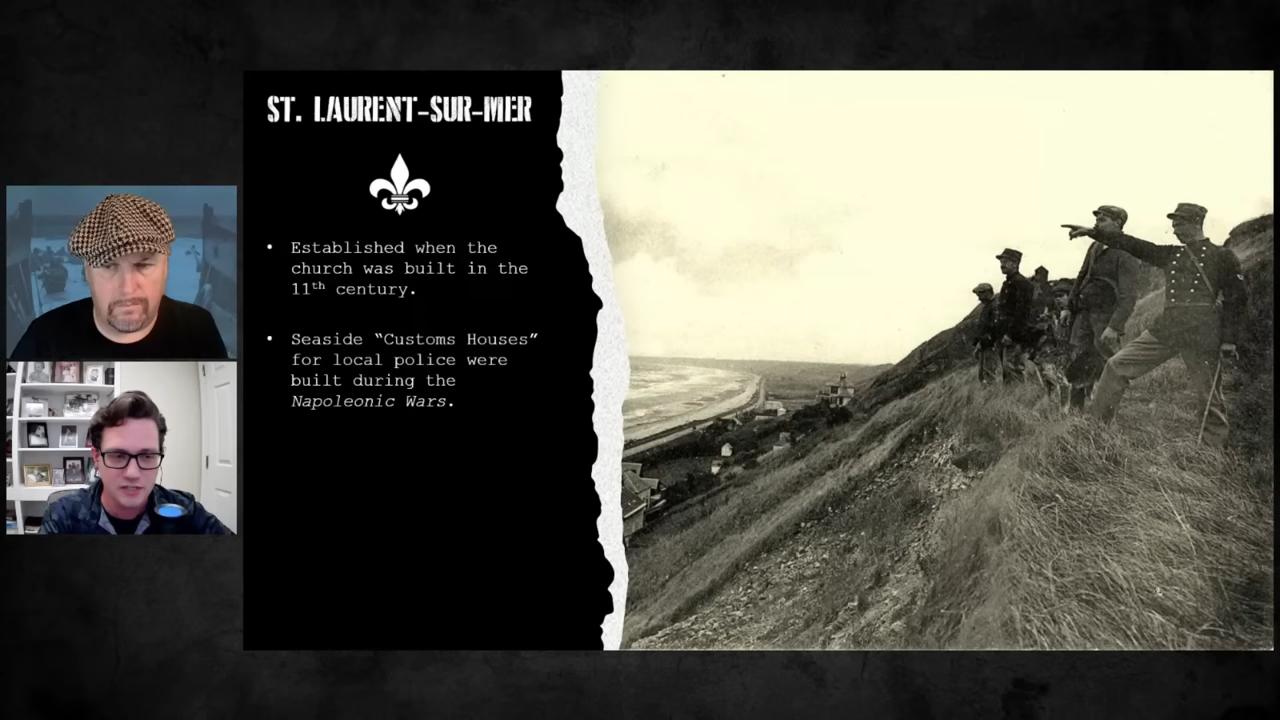 ST. LAURENT-SUR-MER
• Established when the
church was built in the
11th century.
• Seaside “Customs Houses”
for local police were
built during the
Napoleonic Wars.